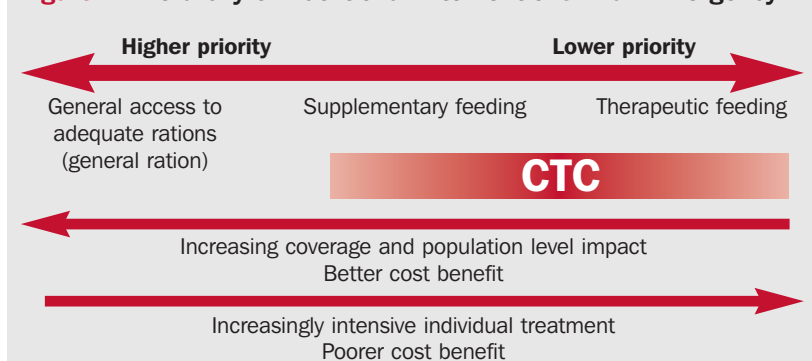 Higher priority
Lower priority
General access to
adequate rations
(general ration)
Supplementary feeding
Therapeutic feeding
CTC
Increasing coverage and population level impact
Better cost benefit
Increasingly intensive individual treatment
Poorer cost benefit